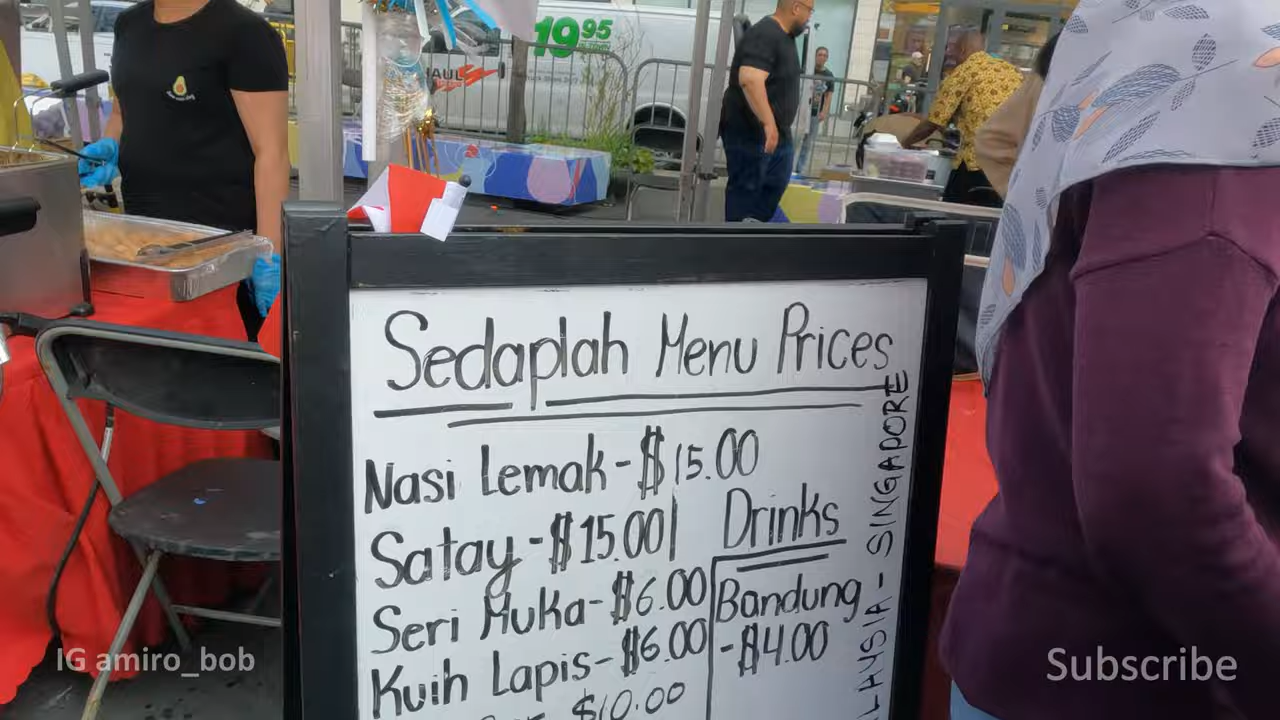 19 95
Sedaplah Menu Prices
Nasi Lemak - $15.00
Satay - $15.00
Seri Muka - $6.00
Kuih Lapis - $6.00
$10.00
Drinks
Bandung
- $4.00
SINGAPORE
IG amiro_bob
Subscribe